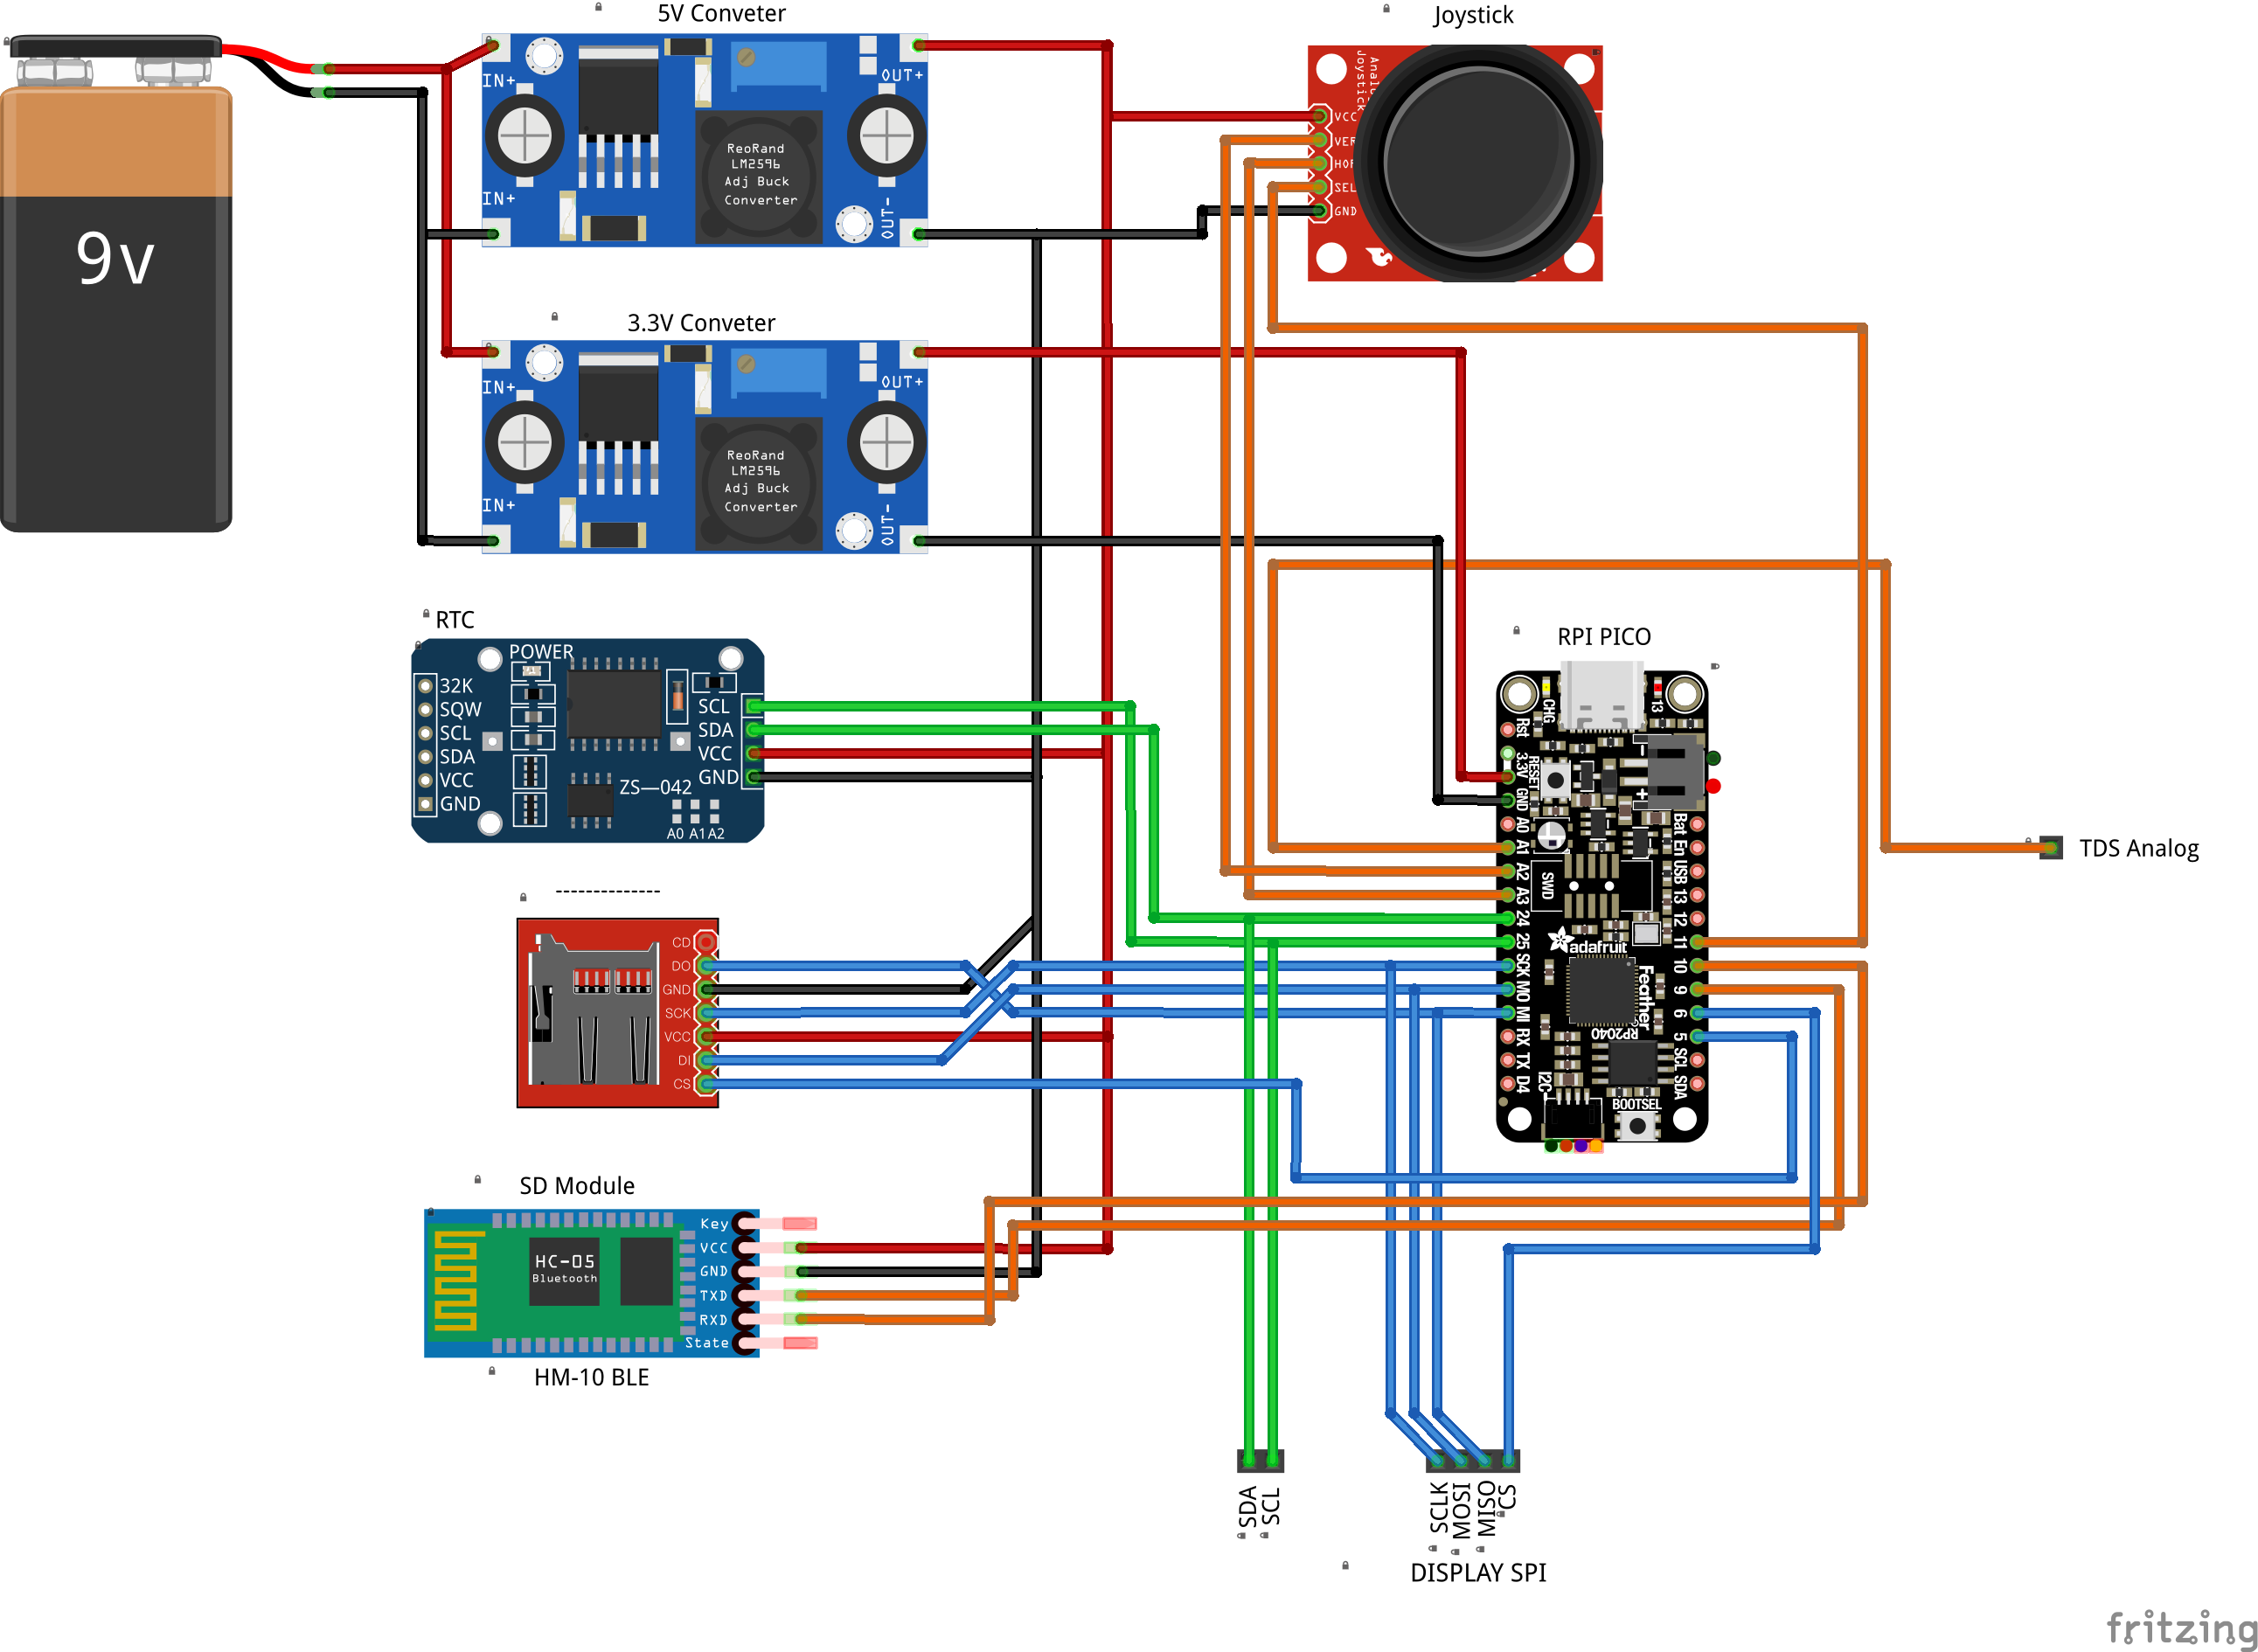 5V Conveter
Joystick
9v
IN+
IN+
OUT+
OUT-
ReoRand
LM2596
Adj Buck
Converter
Joystick
VCC
SEL
GND
3.3V Conveter
IN+
IN+
OUT+
OUT-
ReoRand
LM2596
Adj Buck
Converter
RTC
POWER
32K
SQW
SCL
SDA
VCC
GND
SCL
SDA
VCC
GND
ZS—042
A0 A1 A2
RPI PICO
CHG
13
Rst
3.3V
RESET
GND
A0
A1
A2
A3
24
25
SCK
MO
MI
RX
TX
D4
SWD
-
+
Bat
En
USB
13
12
11
10
9
6
5
SCL
SDA
adafruit
Feather
RP2040
I2C
BOOTSEL
TDS Analog
--------------
CD
DO
GND
SCK
VCC
DI
CS
SD Module
HC-05
Bluetooth
Key
VCC
GND
TXD
RXD
State
HM-10 BLE
SDA
SCL
SCLK
MOSI
MISO
CS
DISPLAY SPI
fritzing